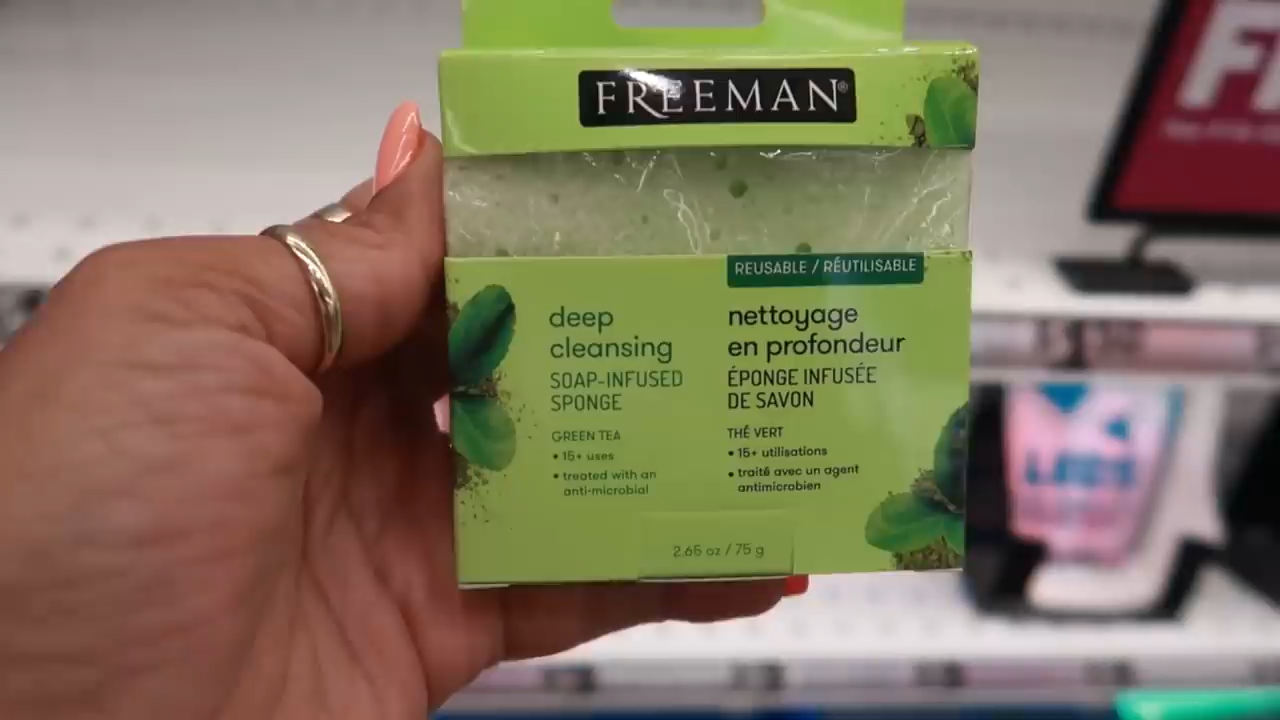 FREEMAN®
REUSABLE / RÉUTILISABLE
deep
cleansing
SOAP-INFUSED
SPONGE
GREEN TEA
• 15+ uses
• treated with an
anti-microbial
nettoyage
en profondeur
ÉPONGE INFUSÉE
DE SAVON
THÉ VERT
• 15+ utilisations
• traité avec un agent
antimicrobien
2.65 oz / 75 g